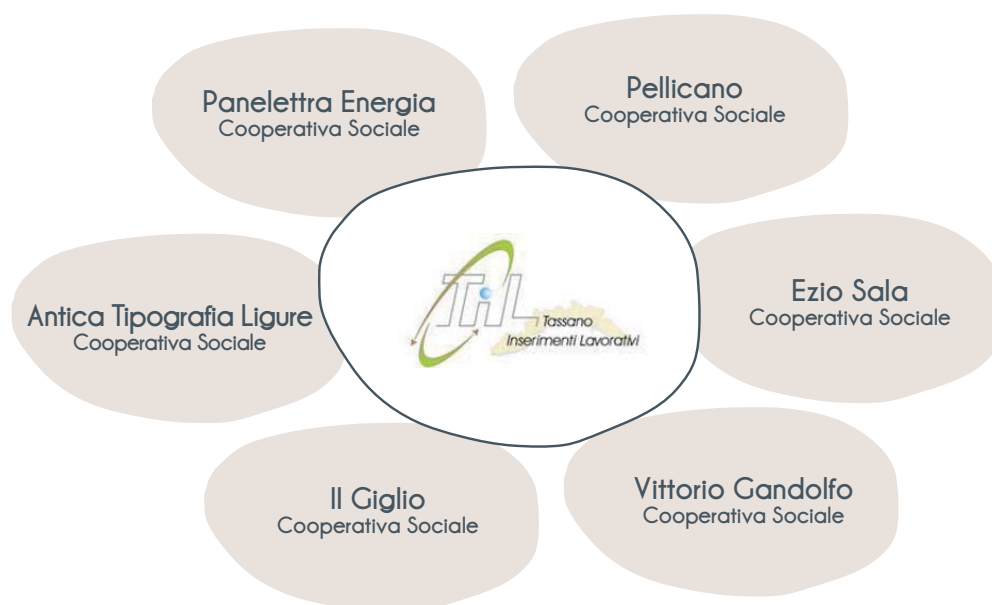 Panelettra Energia
Cooperativa Sociale
Pellicano
Cooperativa Sociale
Antica Tipografia Ligure
Cooperativa Sociale
TiL
Tassano
Inserimenti Lavorativi
Ezio Sala
Cooperativa Sociale
Il Giglio
Cooperativa Sociale
Vittorio Gandolfo
Cooperativa Sociale